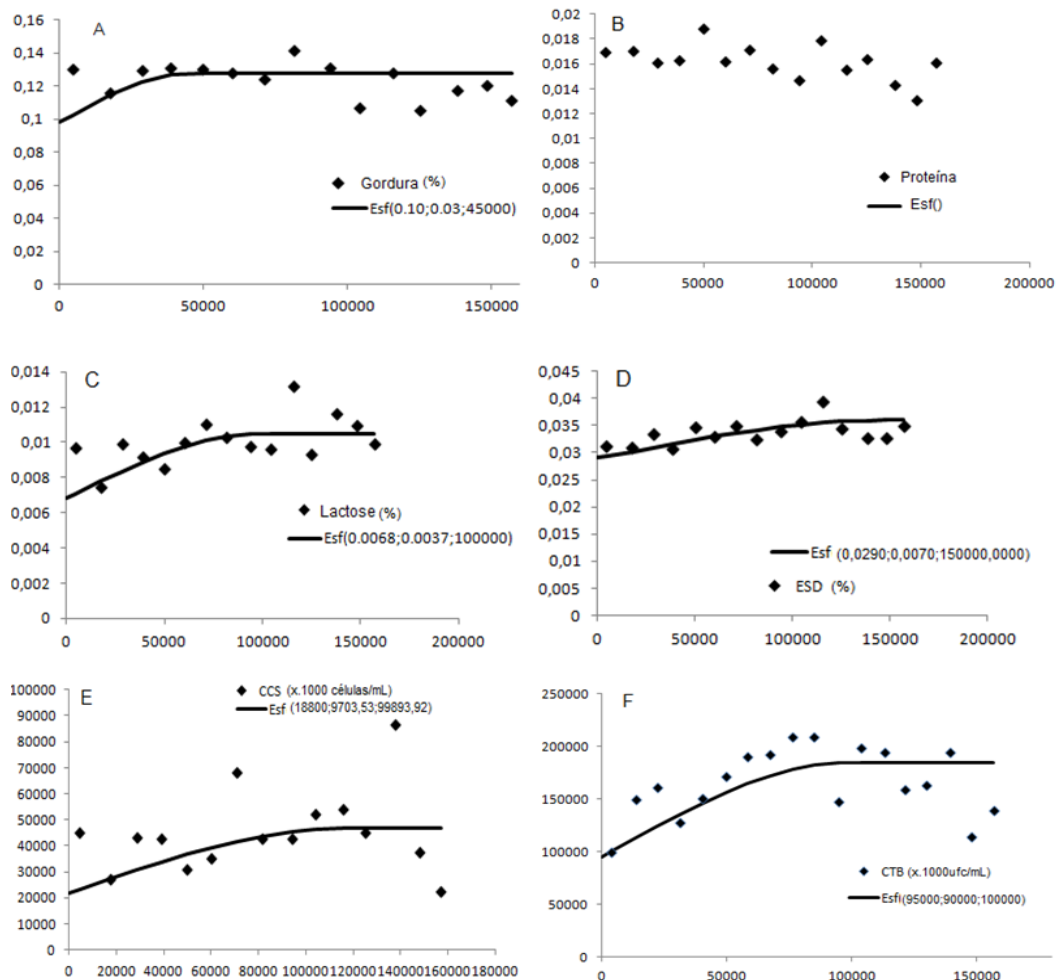 A
0,16
0,14
0,12
0,1
0,08
0,06
0,04
0,02
0
0 50000 100000 150000
Gordura (%)
Esf(0.10;0.03;45000)
B
0,02
0,018
0,016
0,014
0,012
0,01
0,008
0,006
0,004
0,002
0
0 50000 100000 150000 200000
Proteína
Esf()
C
0,014
0,012
0,01
0,008
0,006
0,004
0,002
0
0 50000 100000 150000 200000
Lactose (%)
Esf(0.0068;0.0037;100000)
D
0,045
0,04
0,035
0,03
0,025
0,02
0,015
0,01
0,005
0
0 50000 100000 150000 200000
Esf (0,0290;0,0070;150000,0000)
ESD (%)
E
CCS (x.1000 células/mL)
Esf (18800;9703,53;99893,92)
100000
90000
80000
70000
60000
50000
40000
30000
20000
10000
0
0 20000 40000 60000 80000 100000 120000 1400000 1600000 180000
F
250000
200000
150000
100000
50000
0
0 50000 100000 150000
CTB (x.1000ufc/mL)
Esfi(95000;90000;100000)